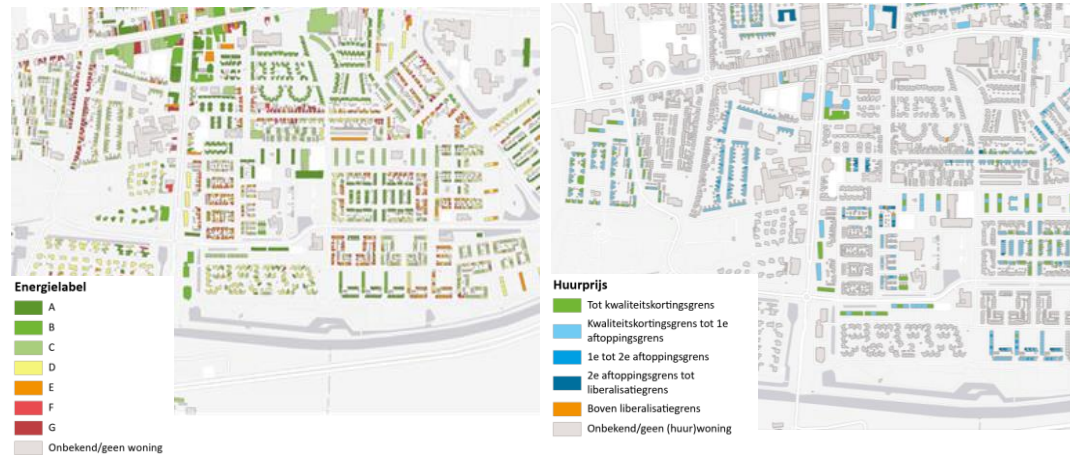 Energielabel
A
B
C
D
E
F
G
Onbekend/geen woning
Huurprijs
Tot kwaliteitskortingsgrens
Kwaliteitskortingsgrens tot 1e
aftoppingsgrens
1e tot 2e aftoppingsgrens
2e aftoppingsgrens tot
liberalisatiegrens
Boven liberalisatiegrens
Onbekend/geen (huur)woning